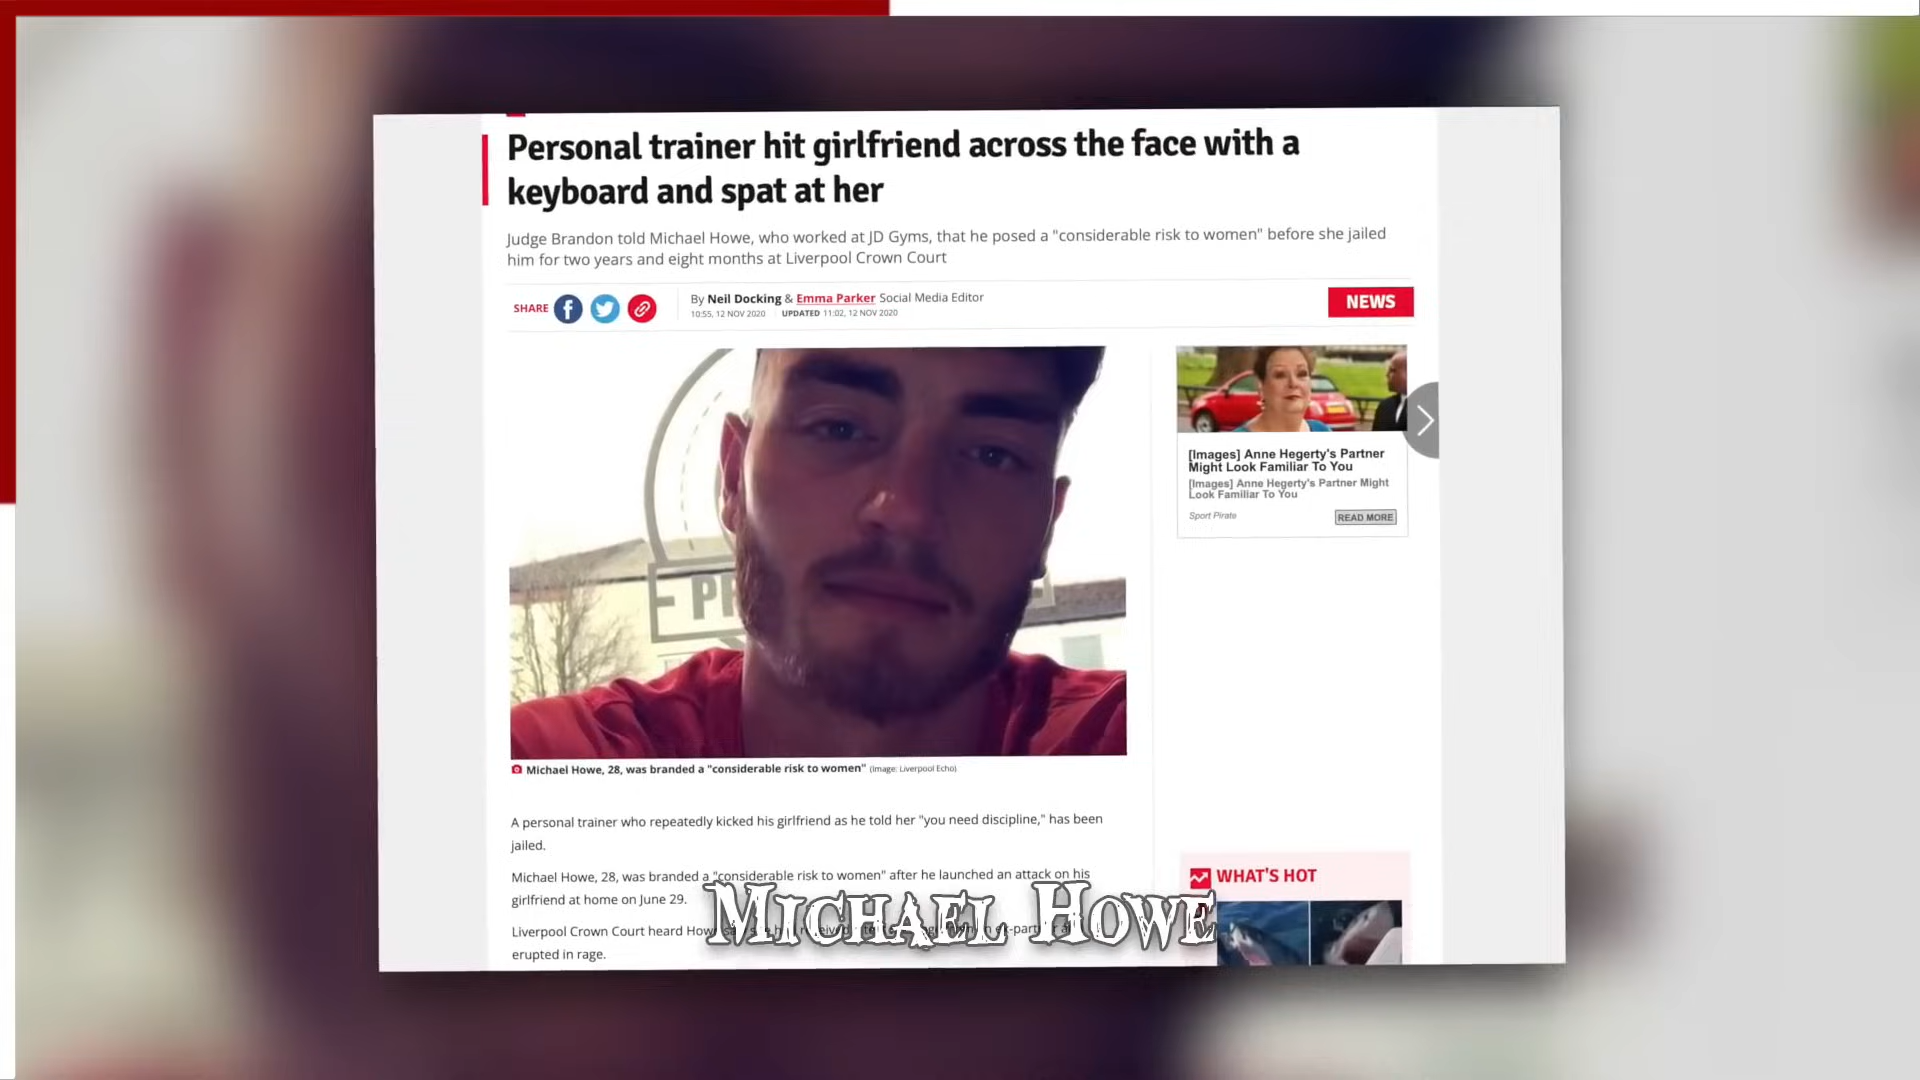 Personal trainer hit girlfriend across the face with a
keyboard and spat at her
Judge Brandon told Michael Howe, who worked at JD Gyms, that he posed a "considerable risk to women" before she jailed
him for two years and eight months at Liverpool Crown Court
SHARE
By Neil Docking & Emma Parker Social Media Editor
10:55, 12 NOV 2020 UPDATED 11:02, 12 NOV 2020
NEWS
PR
[Images] Anne Hegerty's Partner
Might Look Familiar To You
[Images] Anne Hegerty's Partner Might
Look Familiar To You
Sport Pirate
READ MORE
Michael Howe, 28, was branded a "considerable risk to women" (Image: Liverpool Echo)
A personal trainer who repeatedly kicked his girlfriend as he told her "you need discipline," has been
jailed.
Michael Howe, 28, was branded a "considerable risk to women" after he launched an attack on his
girlfriend at home on June 29.
Liverpool Crown Court heard
erupted in rage.
WHAT'S HOT
Michael Howe